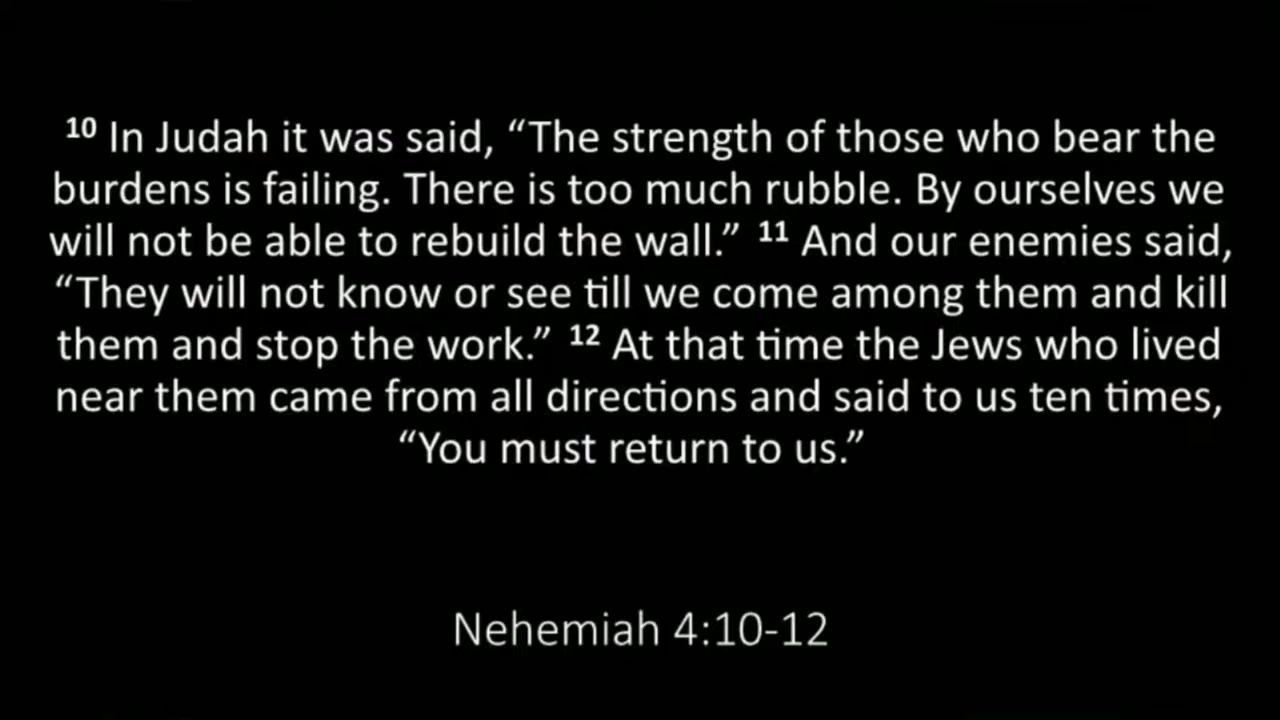 10 In Judah it was said, “The strength of those who bear the
burdens is failing. There is too much rubble. By ourselves we
will not be able to rebuild the wall.” 11 And our enemies said,
“They will not know or see till we come among them and kill
them and stop the work.” 12 At that time the Jews who lived
near them came from all directions and said to us ten times,
“You must return to us.”
Nehemiah 4:10-12